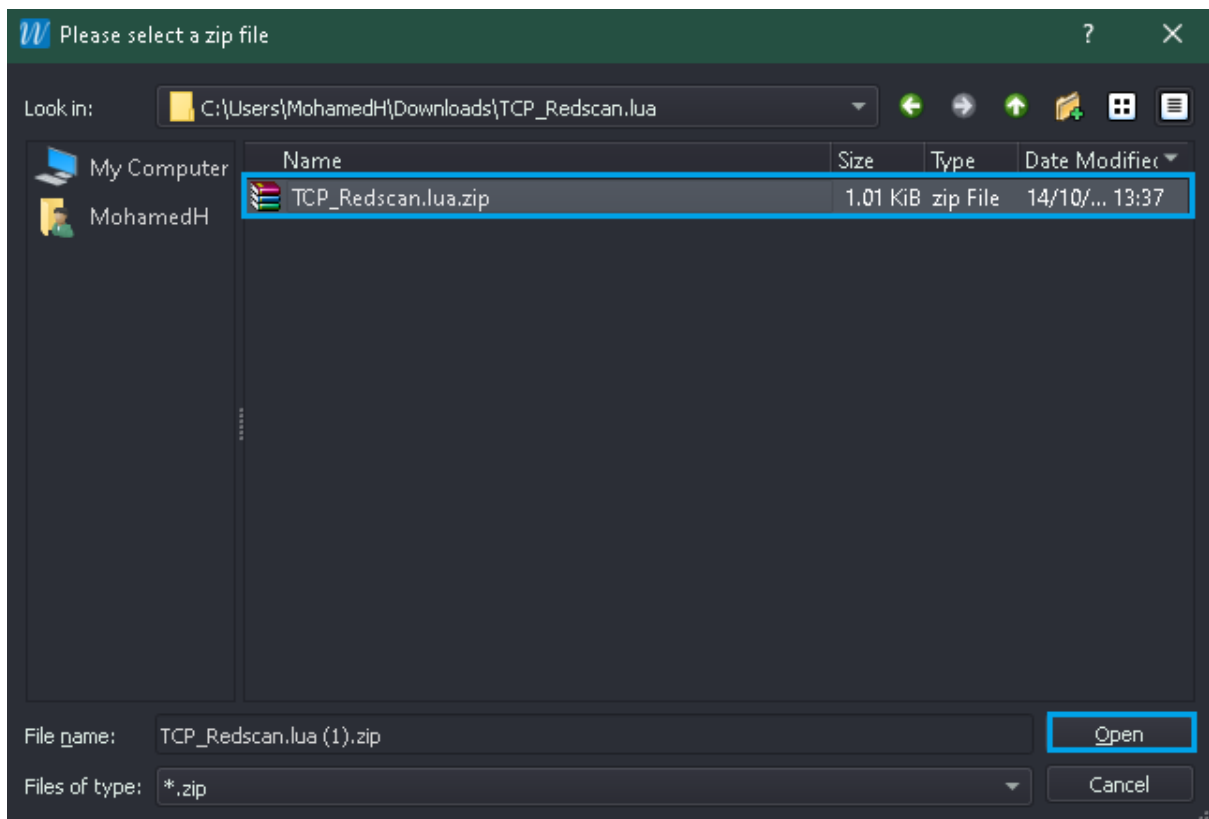 W Please select a zip file ? ×
Look in: C:\Users\MohamedH\Downloads\TCP_Redscan.lua
My Computer
MohamedH
Name Size Type Date Modified
TCP_Redscan.lua.zip 1.01 KiB zip File 14/10/... 13:37
File name: TCP_Redscan.lua (1).zip Open
Files of type: *.zip Cancel